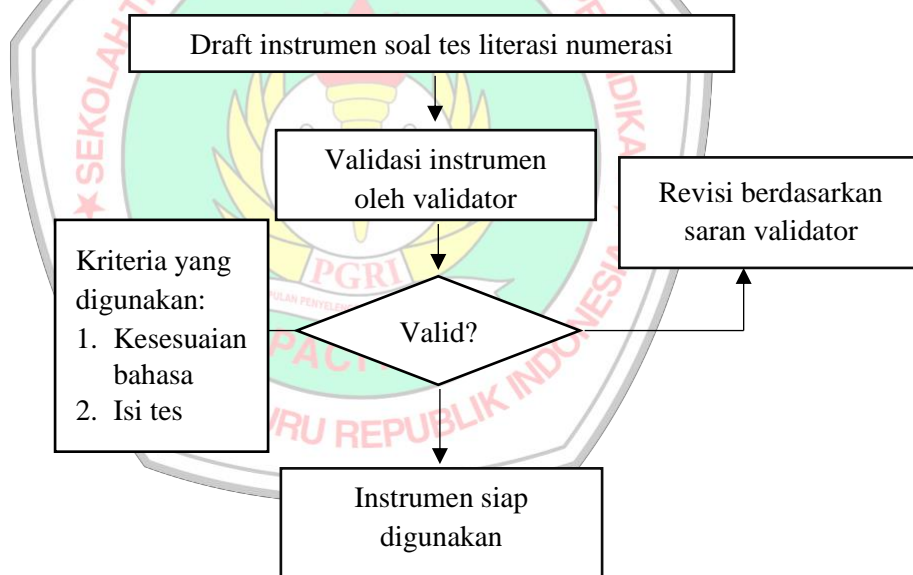 Draft instrumen soal tes literasi numerasi
Validasi instrumen
oleh validator
Revisi berdasarkan
saran validator
Kriteria yang
digunakan:
1. Kesesuaian
bahasa
2. Isi tes
Valid?
Instrumen siap
digunakan
SEKOLAH
PGRI
PACIT
GURU REPUBLIK INDONESIA